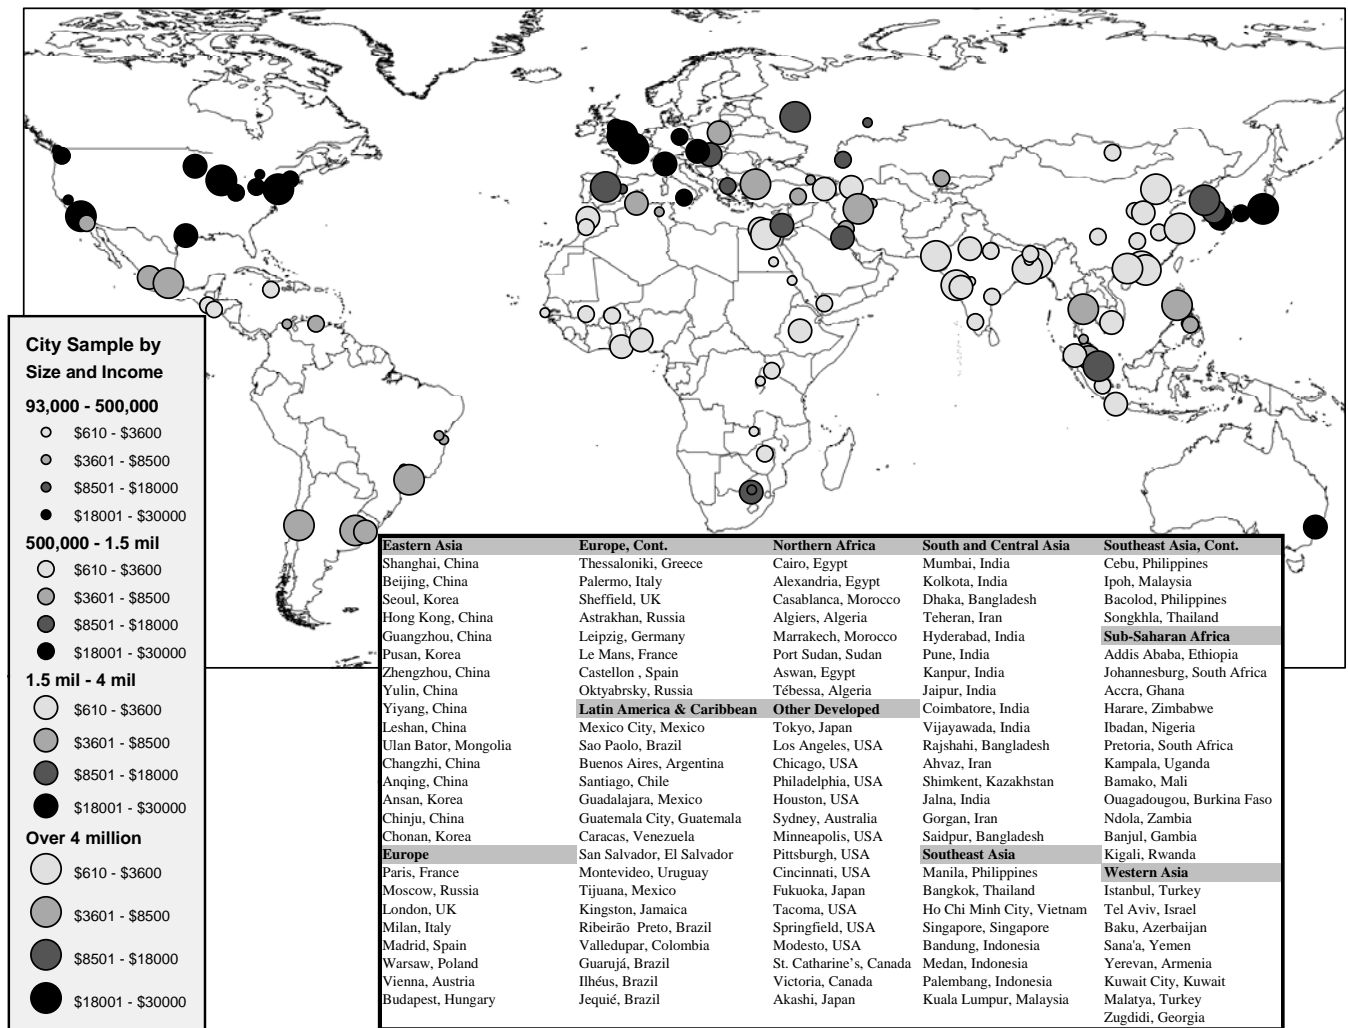 City Sample by
Size and Income
93,000 - 500,000
$610 - $3600
$3601 - $8500
$8501 - $18000
$18001 - $30000
500,000 - 1.5 mil
$610 - $3600
$3601 - $8500
$8501 - $18000
$18001 - $30000
1.5 mil - 4 mil
$610 - $3600
$3601 - $8500
$8501 - $18000
$18001 - $30000
Over 4 million
$610 - $3600
$3601 - $8500
$8501 - $18000
$18001 - $30000
Eastern Asia
Shanghai, China
Beijing, China
Seoul, Korea
Hong Kong, China
Guangzhou, China
Pusan, Korea
Zhengzhou, China
Yulin, China
Yiyang, China
Leshan, China
Ulan Bator, Mongolia
Changzhi, China
Anqing, China
Ansan, Korea
Chinju, China
Chonan, Korea
Europe
Paris, France
Moscow, Russia
London, UK
Milan, Italy
Madrid, Spain
Warsaw, Poland
Vienna, Austria
Budapest, Hungary
Europe, Cont.
Thessaloniki, Greece
Palermo, Italy
Sheffield, UK
Astrakhan, Russia
Leipzig, Germany
Le Mans, France
Castellon , Spain
Oktyabrsky, Russia
Latin America & Caribbean
Mexico City, Mexico
Sao Paolo, Brazil
Buenos Aires, Argentina
Santiago, Chile
Guadalajara, Mexico
Guatemala City, Guatemala
Caracas, Venezuela
San Salvador, El Salvador
Montevideo, Uruguay
Tijuana, Mexico
Kingston, Jamaica
Ribeirão Preto, Brazil
Valledupar, Colombia
Guarujá, Brazil
Ilhéus, Brazil
Jequié, Brazil
Northern Africa
Cairo, Egypt
Alexandria, Egypt
Casablanca, Morocco
Algiers, Algeria
Marrakech, Morocco
Port Sudan, Sudan
Aswan, Egypt
Tébessa, Algeria
Other Developed
Tokyo, Japan
Los Angeles, USA
Chicago, USA
Philadelphia, USA
Houston, USA
Sydney, Australia
Minneapolis, USA
Pittsburgh, USA
Cincinnati, USA
Fukuoka, Japan
Tacoma, USA
Springfield, USA
Modesto, USA
St. Catharine's, Canada
Victoria, Canada
Akashi, Japan
South and Central Asia
Mumbai, India
Kolkota, India
Dhaka, Bangladesh
Teheran, Iran
Hyderabad, India
Pune, India
Kanpur, India
Jaipur, India
Coimbatore, India
Vijayawada, India
Rajshahi, Bangladesh
Ahvaz, Iran
Shimkent, Kazakhstan
Jalna, India
Gorgan, Iran
Saidpur, Bangladesh
Southeast Asia
Manila, Philippines
Bangkok, Thailand
Ho Chi Minh City, Vietnam
Singapore, Singapore
Bandung, Indonesia
Medan, Indonesia
Palembang, Indonesia
Kuala Lumpur, Malaysia
Southeast Asia, Cont.
Cebu, Philippines
Ipoh, Malaysia
Bacolod, Philippines
Songkhla, Thailand
Sub-Saharan Africa
Addis Ababa, Ethiopia
Johannesburg, South Africa
Accra, Ghana
Harare, Zimbabwe
Ibadan, Nigeria
Pretoria, South Africa
Kampala, Uganda
Bamako, Mali
Ouagadougou, Burkina Faso
Ndola, Zambia
Banjul, Gambia
Kigali, Rwanda
Western Asia
Istanbul, Turkey
Tel Aviv, Israel
Baku, Azerbaijan
Sana'a, Yemen
Yerevan, Armenia
Kuwait City, Kuwait
Malatya, Turkey
Zugdidi, Georgia